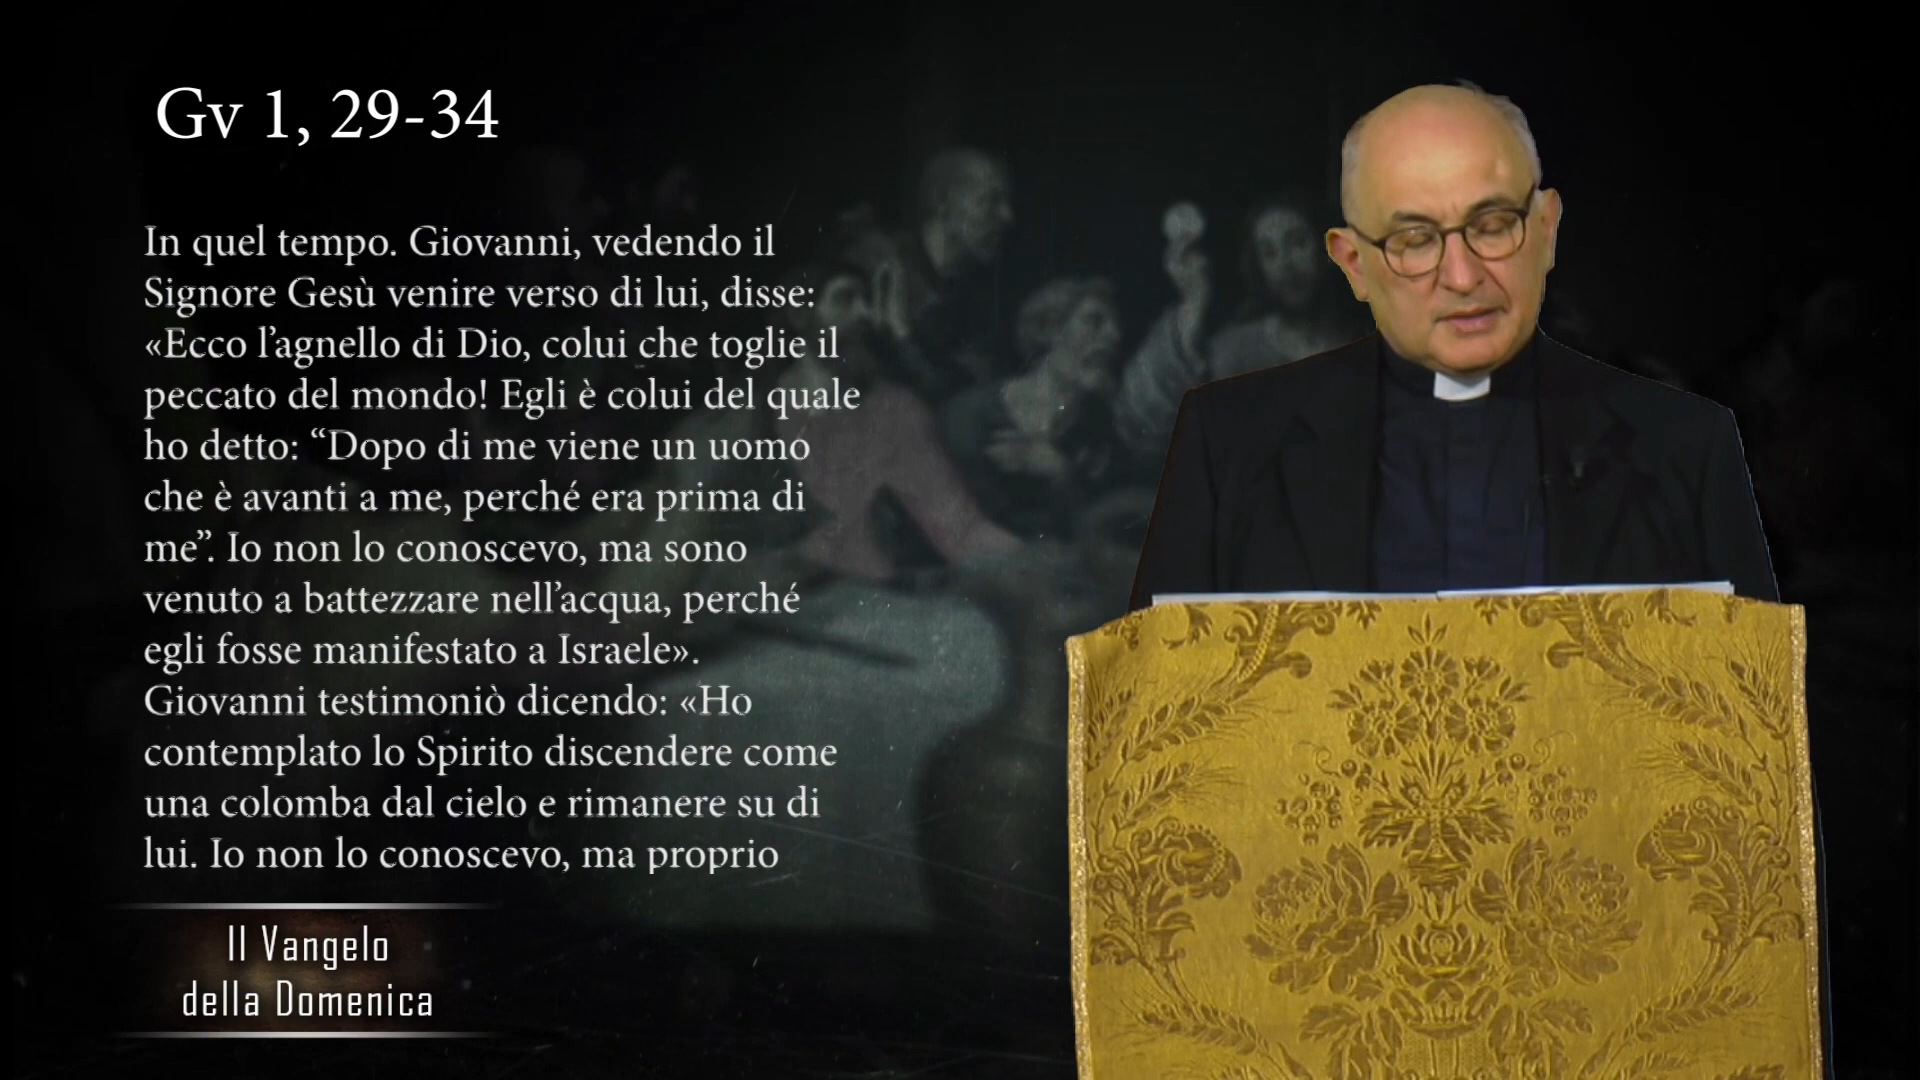 Gv 1, 29-34
In quel tempo. Giovanni, vedendo il
Signore Gesù venire verso di lui, disse:
«Ecco l’agnello di Dio, colui che toglie il
peccato del mondo! Egli è colui del quale
ho detto: “Dopo di me viene un uomo
che è avanti a me, perché era prima di
me”. Io non lo conoscevo, ma sono
venuto a battezzare nell’acqua, perché
egli fosse manifestato a Israele».
Giovanni testimoniò dicendo: «Ho
contemplato lo Spirito discendere come
una colomba dal cielo e rimanere su di
lui. Io non lo conoscevo, ma proprio
Il Vangelo
della Domenica